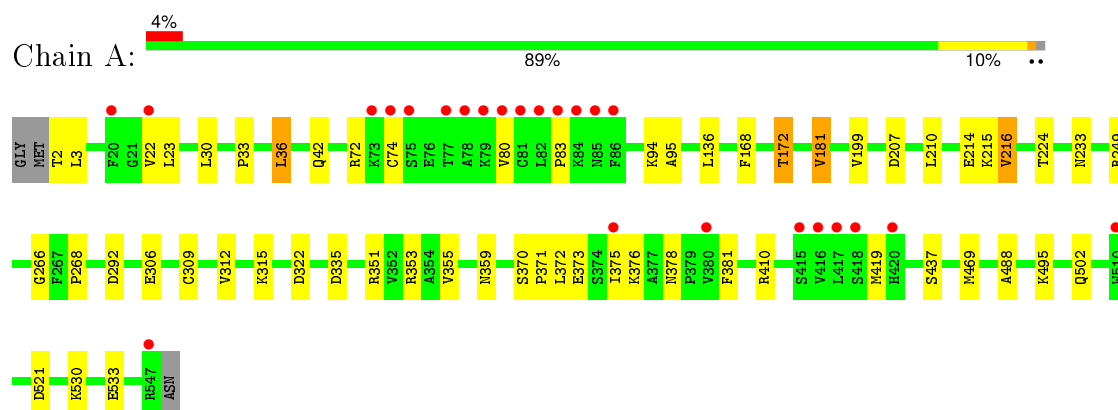 4%
Chain A:
89% 10% ••
GLY MET T2 L3 F20 G21 V22 L23 L30 P33 L36 Q42 R72 K73 C74 S75 E76 T77 A78 K79 V80 C81 L82 P83 K84 N85 F86 K94 A95 L136 F168 T172 V181 V199 D207 L210 E214 K215 V216 T224 N233
G266 F267 P268 D292 E306 C309 V312 K315 D322 D335 R351 V352 R353 A354 V355 N359 S370 P371 L372 E373 S374 I375 K376 A377 N378 P379 V380 F381 R410 S415 V416 L417 S418 M419 H420 S437 M469 A488 K495 Q502
D521 K530 E533 R547 ASN